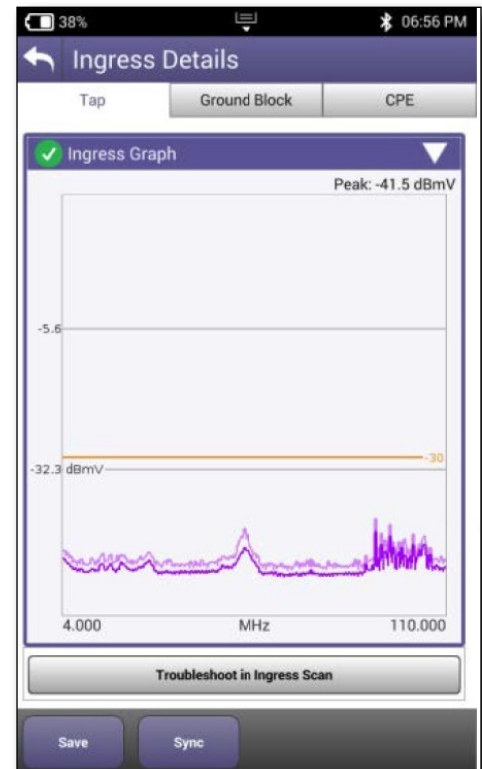 38% 06:56 PM
Ingress Details
Tap Ground Block CPE
Ingress Graph
Peak: -41.5 dBmV
-5.6
-30
-32.3 dBmV
4.000 MHz 110.000
Troubleshoot in Ingress Scan
Save Sync